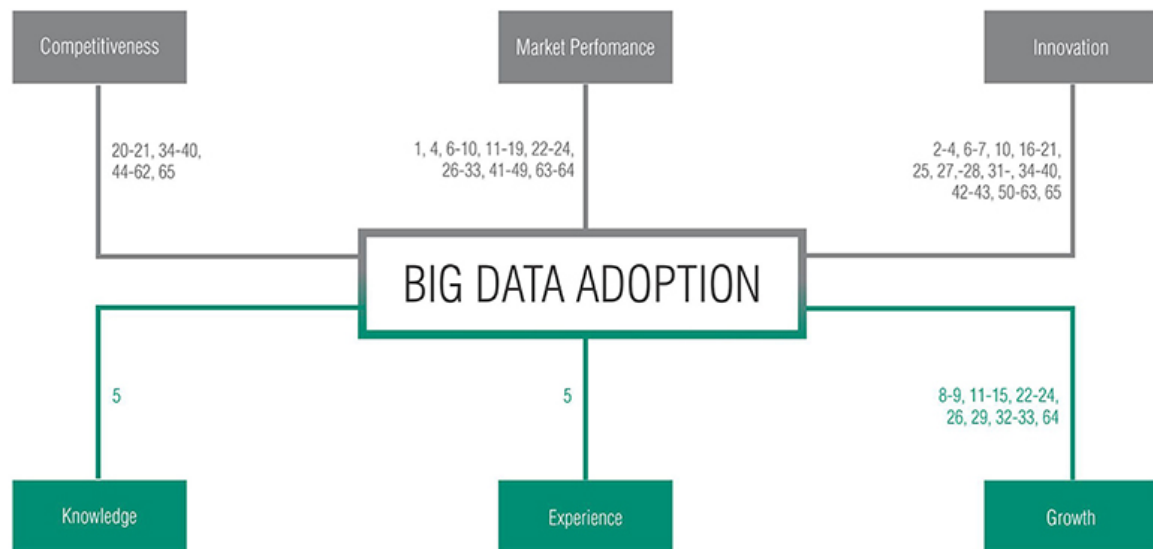 Competitiveness
Market Perfomance
Innovation
20-21, 34-40,
44-62, 65
1, 4, 6-10, 11-19, 22-24,
26-33, 41-49, 63-64
2-4, 6-7, 10, 16-21,
25, 27,-28, 31-, 34-40,
42-43, 50-63, 65
BIG DATA ADOPTION
5
5
8-9, 11-15, 22-24,
26, 29, 32-33, 64
Knowledge
Experience
Growth